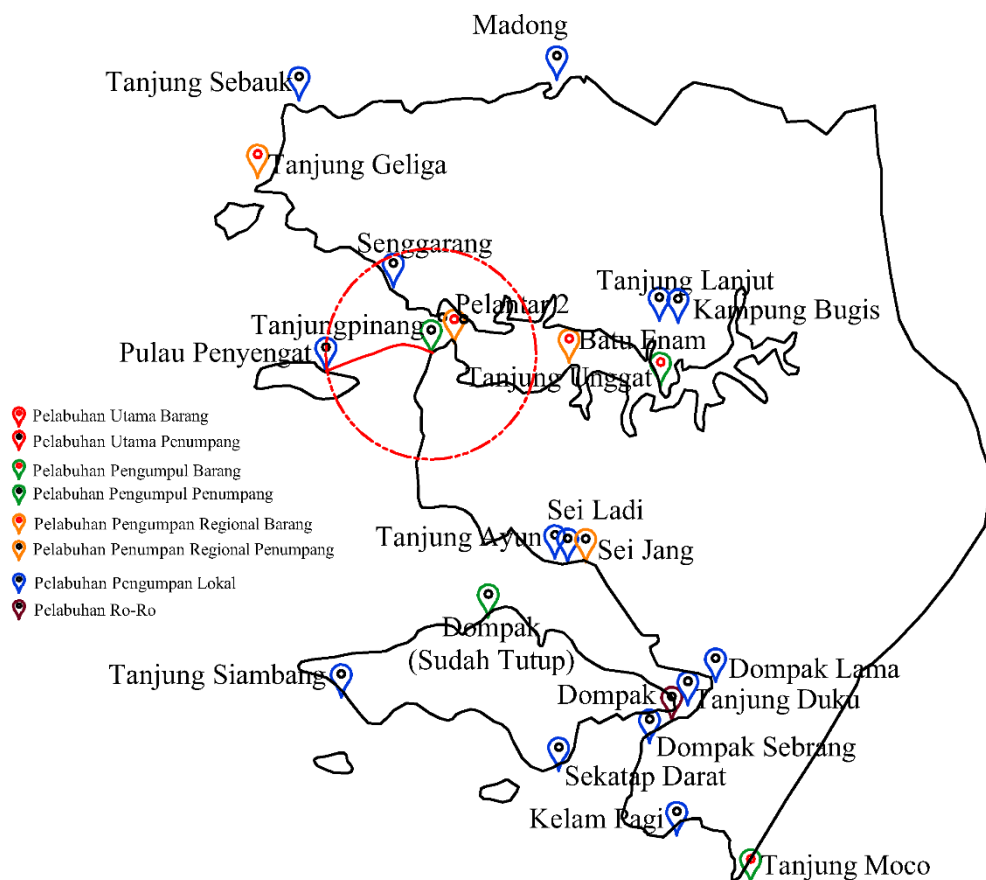 Madong
Tanjung Sebauk
Tanjung Geliga
Senggarang
Tanjung Lanjut
Kampung Bugis
Pelantar 2
Tanjungpinang
Batu Enam
Pulau Penyengat
Tanjung Unggat
Pelabuhan Utama Barang
Pelabuhan Utama Penumpang
Pelabuhan Pengumpul Barang
Pelabuhan Pengumpul Penumpang
Pelabuhan Pengumpan Regional Barang
Pelabuhan Penumpan Regional Penumpang
Pelabuhan Pengumpan Lokal
Pelabuhan Ro-Ro
Sei Ladi
Tanjung Ayun
Sei Jang
Dompak
(Sudah Tutup)
Tanjung Siambang
Dompak Lama
Dompak
Tanjung Duku
Dompak Sebrang
Sekatap Darat
Kelam Pagi
Tanjung Moco